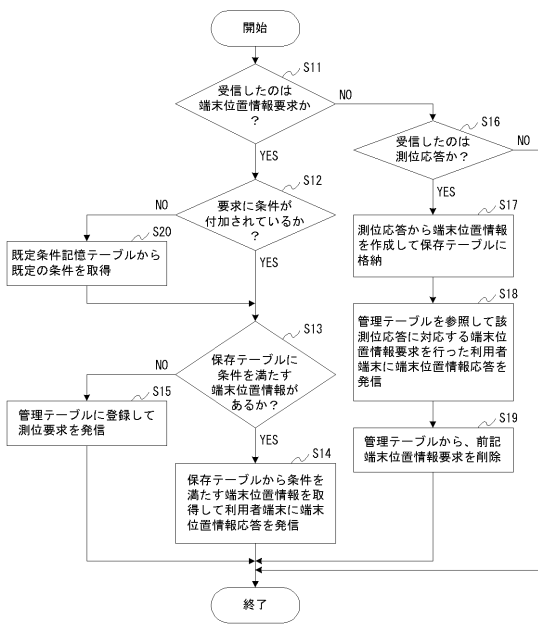 開始
S11
受信したのは
端末位置情報要求か
?
NO
YES
S16
受信したのは
測位応答か?
NO
YES
S12
要求に条件が
付加されているか
?
NO
YES
S20
既定条件記憶テーブルから
既定の条件を取得
S17
測位応答から端末位置情報
を作成して保存テーブルに
格納
S18
管理テーブルを参照して該
測位応答に対応する端末位
置情報要求を行った利用者
端末に端末位置情報応答を
発信
S13
保存テーブルに
条件を満たす
端末位置情報が
あるか?
NO
YES
S15
管理テーブルに登録して
測位要求を発信
S19
管理テーブルから、前記
端末位置情報要求を削除
S14
保存テーブルから条件を
満たす端末位置情報を取
得して利用者端末に端末
位置情報応答を発信
終了